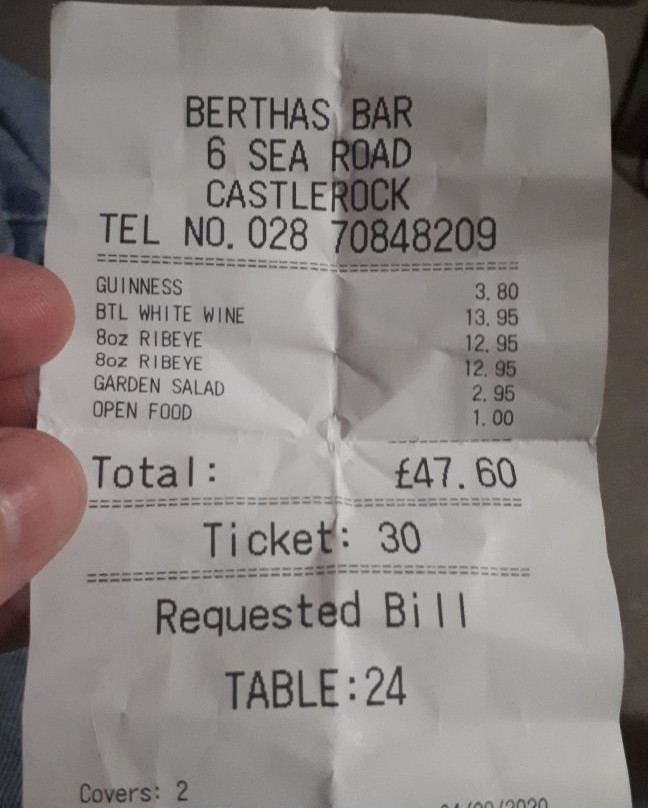 BERTHAS BAR
6 SEA ROAD
CASTLEROCK
TEL NO. 028 70848209
GUINNESS 3.80
BTL WHITE WINE 13.95
8oz RIBEYE 12.95
8oz RIBEYE 12.95
GARDEN SALAD 2.95
OPEN FOOD 1.00
Total: £47.60
Ticket: 30
Requested Bill
TABLE:24
Covers: 2